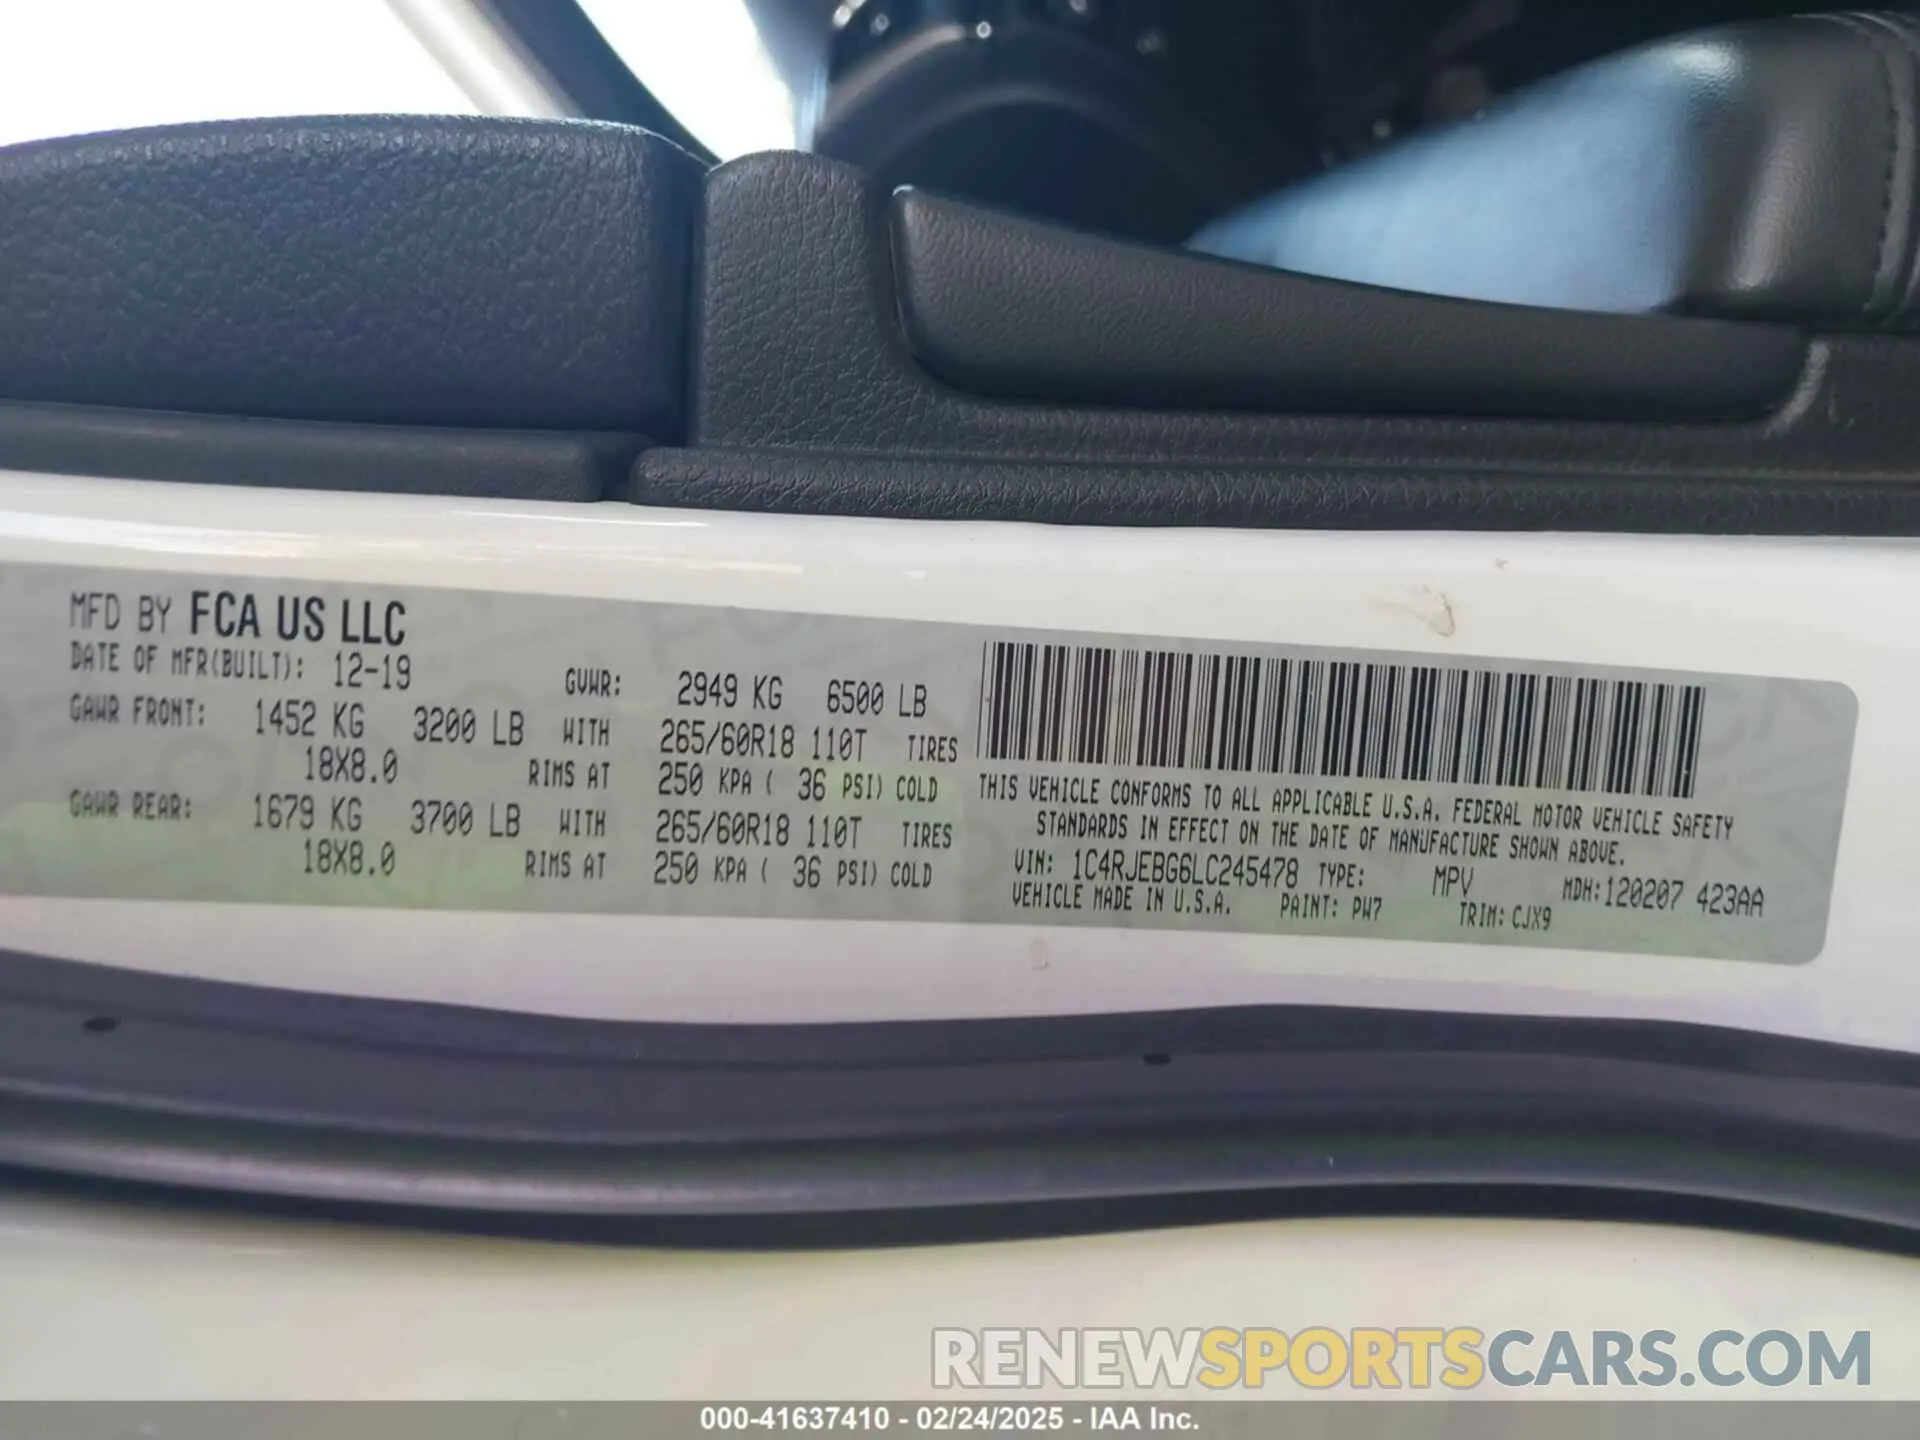 MFD BY FCA US LLC
DATE OF MFR(BUILT): 12-19 GVWR: 2949 KG 6500 LB
GAWR FRONT: 1452 KG 3200 LB WITH 265/60R18 110T TIRES
18X8.0 RIMS AT 250 KPA ( 36 PSI) COLD
GAWR REAR: 1679 KG 3700 LB WITH 265/60R18 110T TIRES
18X8.0 RIMS AT 250 KPA ( 36 PSI) COLD
THIS VEHICLE CONFORMS TO ALL APPLICABLE U.S.A. FEDERAL MOTOR VEHICLE SAFETY
STANDARDS IN EFFECT ON THE DATE OF MANUFACTURE SHOWN ABOVE.
VIN: 1C4RJEBG6LC245478 TYPE: MPV MDH:120207 423AA
VEHICLE MADE IN U.S.A. PAINT: PW7 TRIM: CJX9
RENEWSPORTSCARS.COM
000-41637410 - 02/24/2025 - IAA Inc.